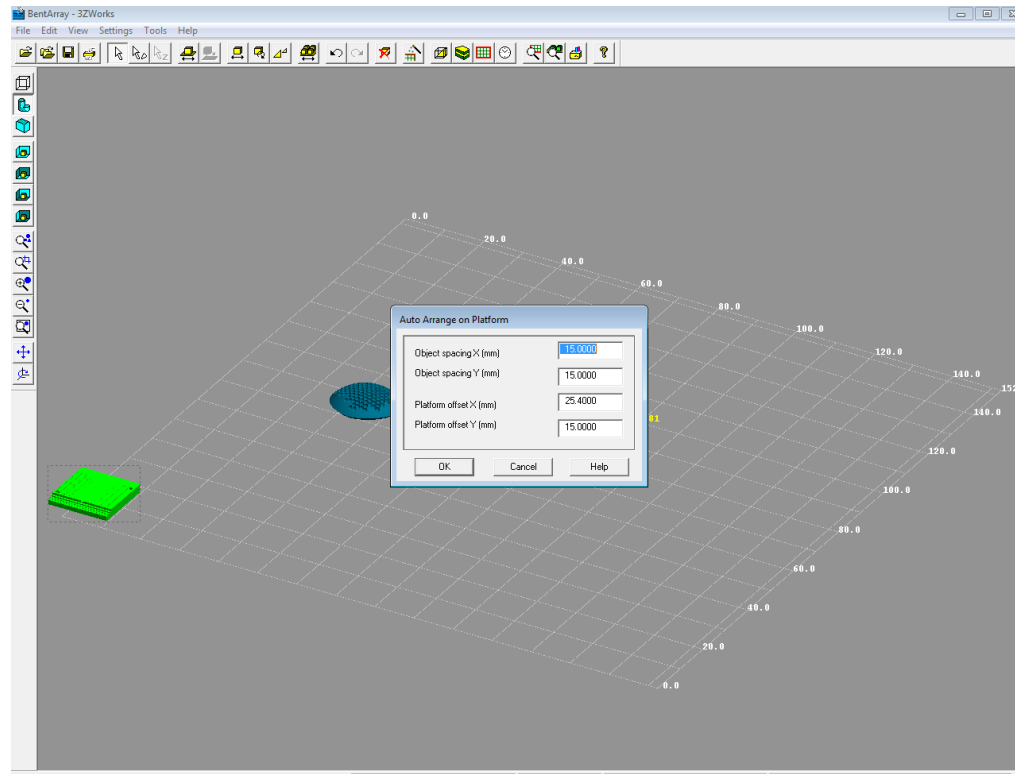 BentArray - 3ZWorks
File Edit View Settings Tools Help
0.0
20.0
40.0
60.0
80.0
100.0
120.0
140.0
152
140.0
120.0
100.0
80.0
60.0
40.0
20.0
0.0
81
Auto Arrange on Platform
Object spacing X (mm) 15.0000
Object spacing Y (mm) 15.0000
Platform offset X (mm) 25.4000
Platform offset Y (mm) 15.0000
OK Cancel Help